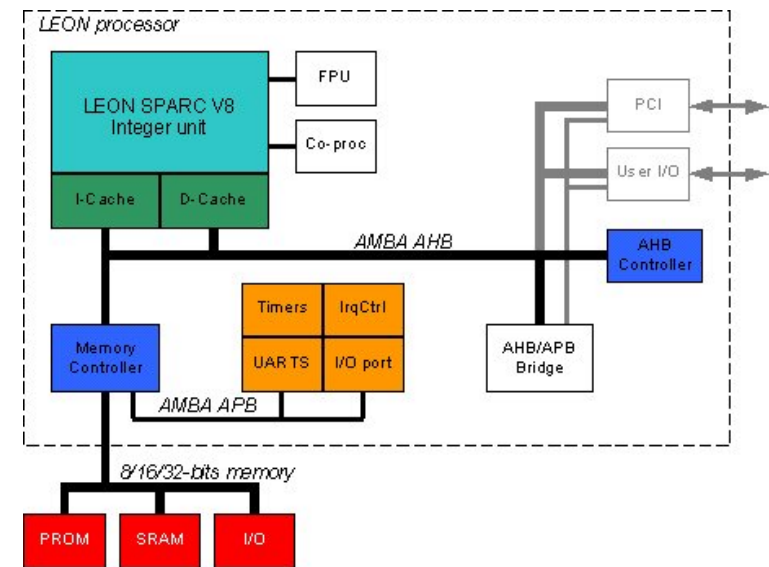 LEON processor
LEON SPARC V8
Integer unit
FPU
Co-proc
I-Cache
D-Cache
PCI
User I/O
AMBA AHB
AHB
Controller
Timers
IrqCtrl
UARTS
I/O port
Memory
Controller
AHB/APB
Bridge
AMBA APB
8/16/32-bits memory
PROM
SRAM
I/O